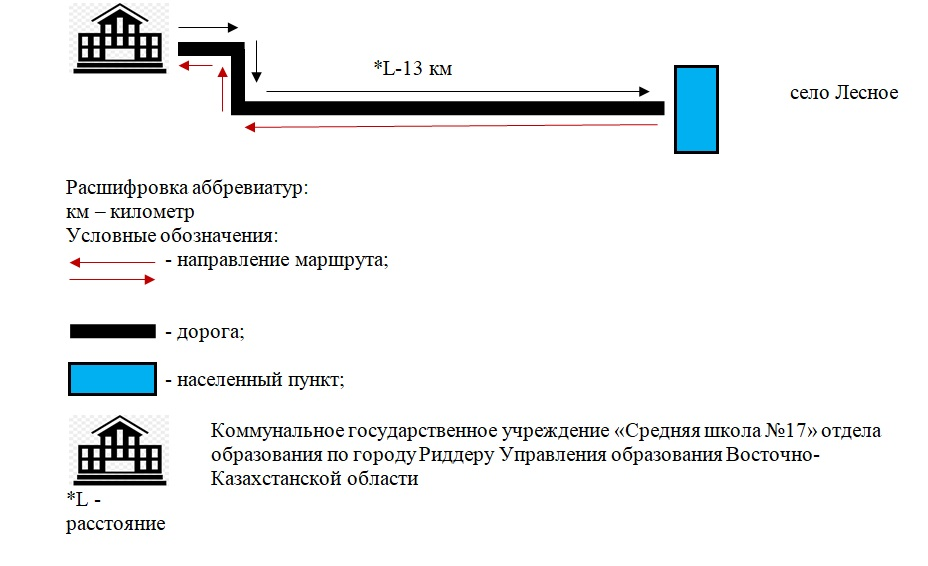 *L-13 км
село Лесное
Расшифровка аббревиатур:
км – километр
Условные обозначения:
- направление маршрута;
- дорога;
- населенный пункт;
Коммунальное государственное учреждение «Средняя школа №17» отдела
образования по городу Риддеру Управления образования Восточно-
Казахстанской области
*L -
расстояние